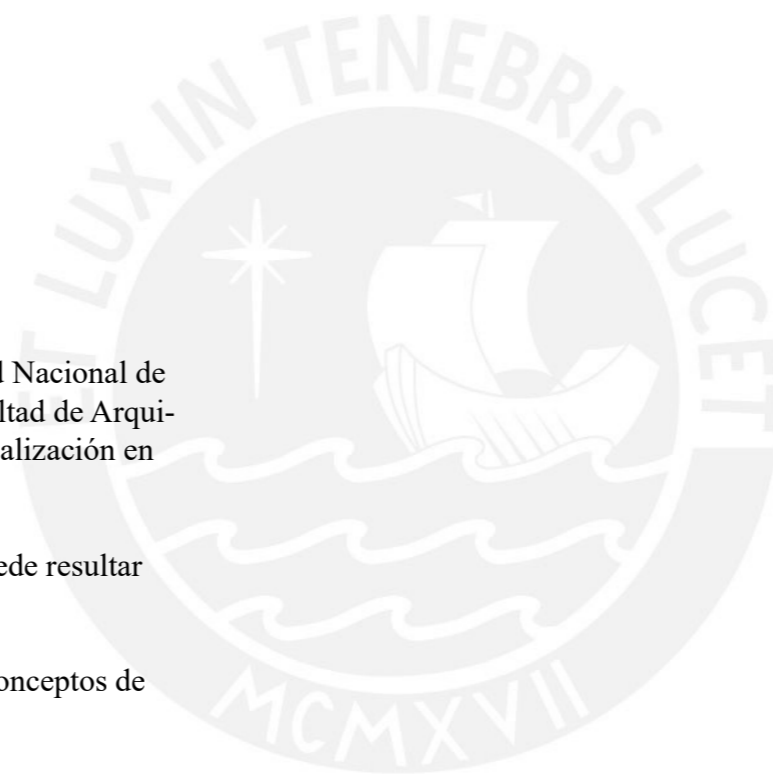 ET LUX IN TENEBRIS LUCET
Nacional de
ltad de Arqui-
alización en
ede resultar
onceptos de
MCMXVII